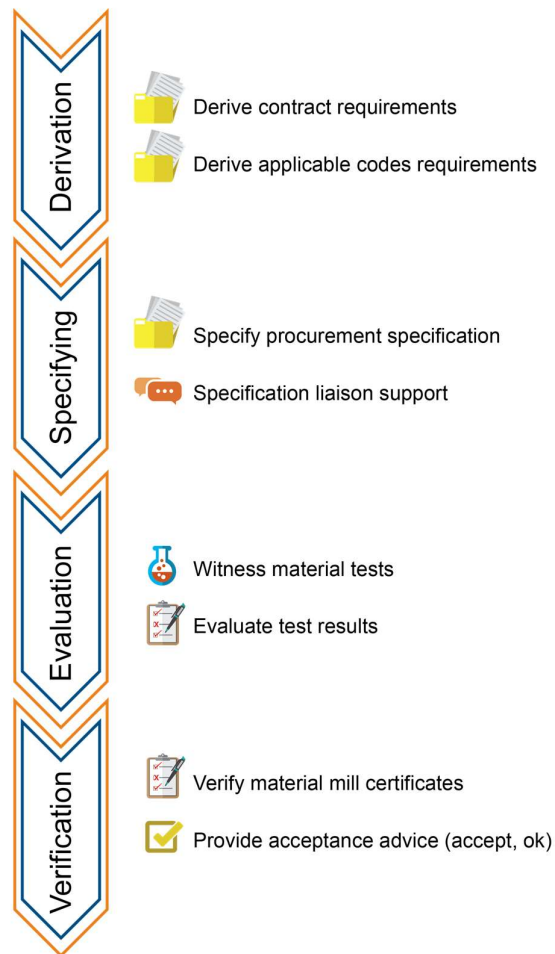 Derivation
Derive contract requirements
Derive applicable codes requirements
Specifying
Specify procurement specification
Specification liaison support
Evaluation
Witness material tests
Evaluate test results
Verification
Verify material mill certificates
Provide acceptance advice (accept, ok)